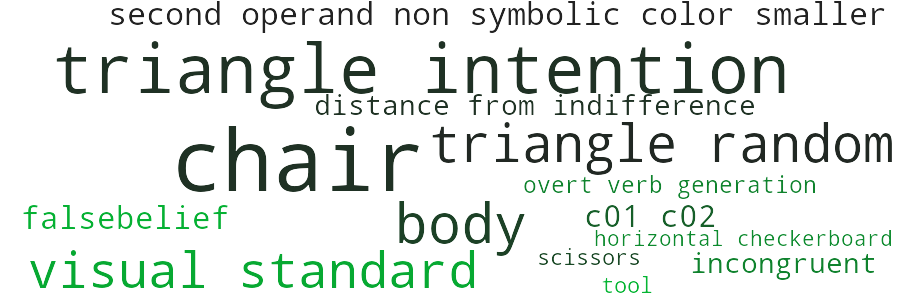 second operand non symbolic color smaller
triangle intention
distance from indifference
chair
triangle random
overt verb generation
falsebelief
body
c01 c02
horizontal checkerboard
visual standard
scissors
incongruent
tool